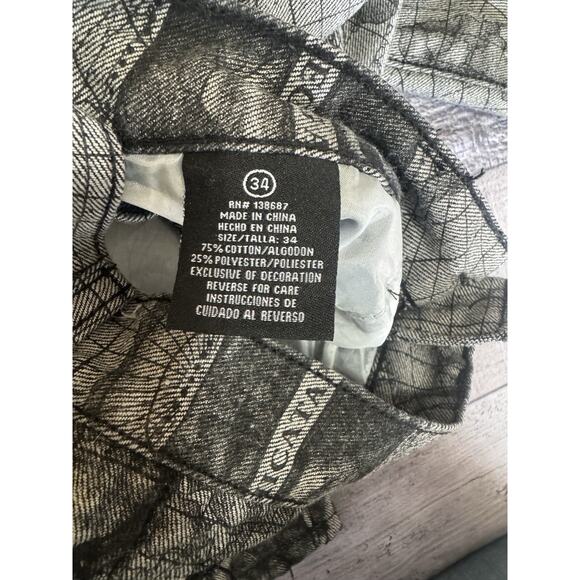 34
RN# 138687
MADE IN CHINA
HECHO EN CHINA
SIZE/TALLA: 34
75% COTTON/ALGODON
25% POLYESTER/POLIESTER
EXCLUSIVE OF DECORATION
REVERSE FOR CARE
INSTRUCCIONES DE
CUIDADO AL REVERSO
ICATA